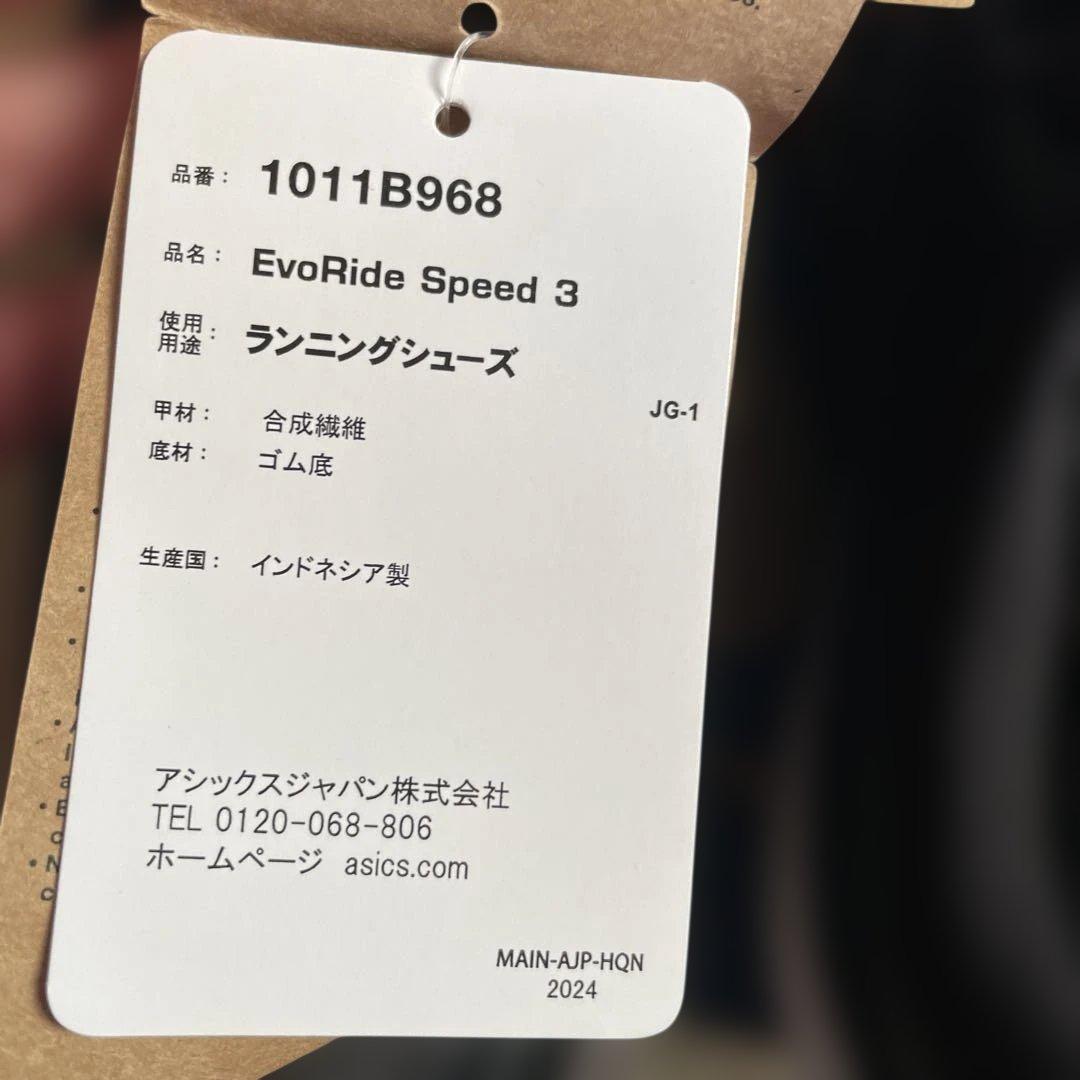 品番： 1011B968
品名： EvoRide Speed 3
使用用途： ランニングシューズ
JG-1
甲材： 合成繊維
底材： ゴム底
生産国： インドネシア製
アシックスジャパン株式会社
TEL 0120-068-806
ホームページ asics.com
MAIN-AJP-HQN
2024